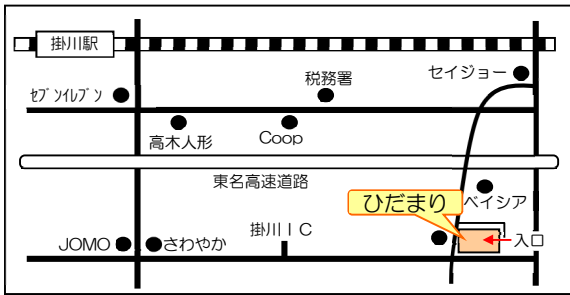 掛川駅
セイジョー
税務署
セブンイレブン
高木人形
Coop
東名高速道路
ひだまり
ベイシア
掛川IC
入口
JOMO
さわやか